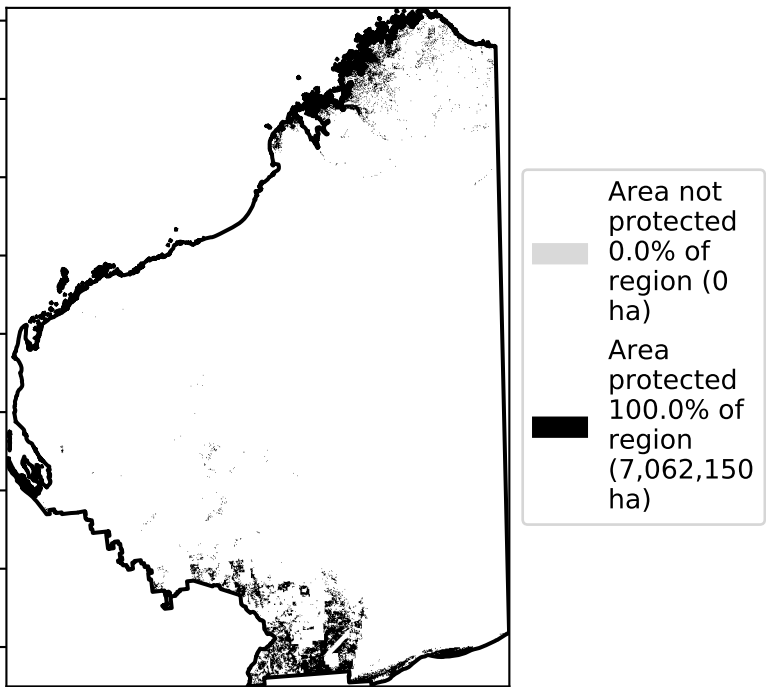 Area not
protected
0.0% of
region (0
ha)
Area
protected
100.0% of
region
(7,062,150
ha)